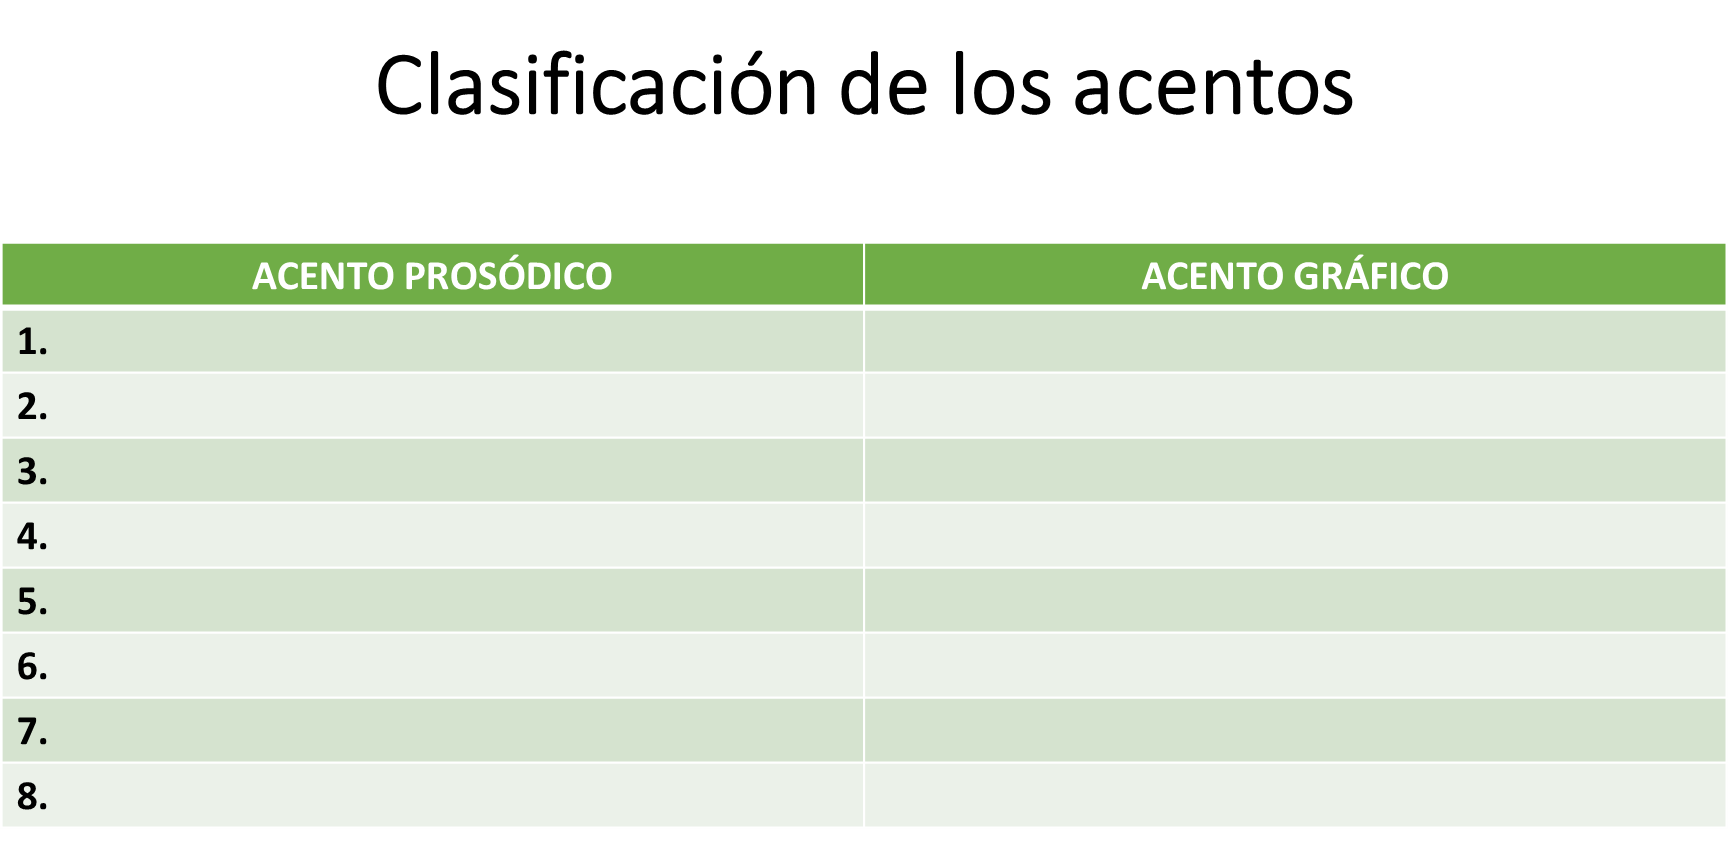 Clasificación de los acentos
ACENTO PROSÓDICO
ACENTO GRÁFICO
1.
2.
3.
4.
5.
6.
7.
8.